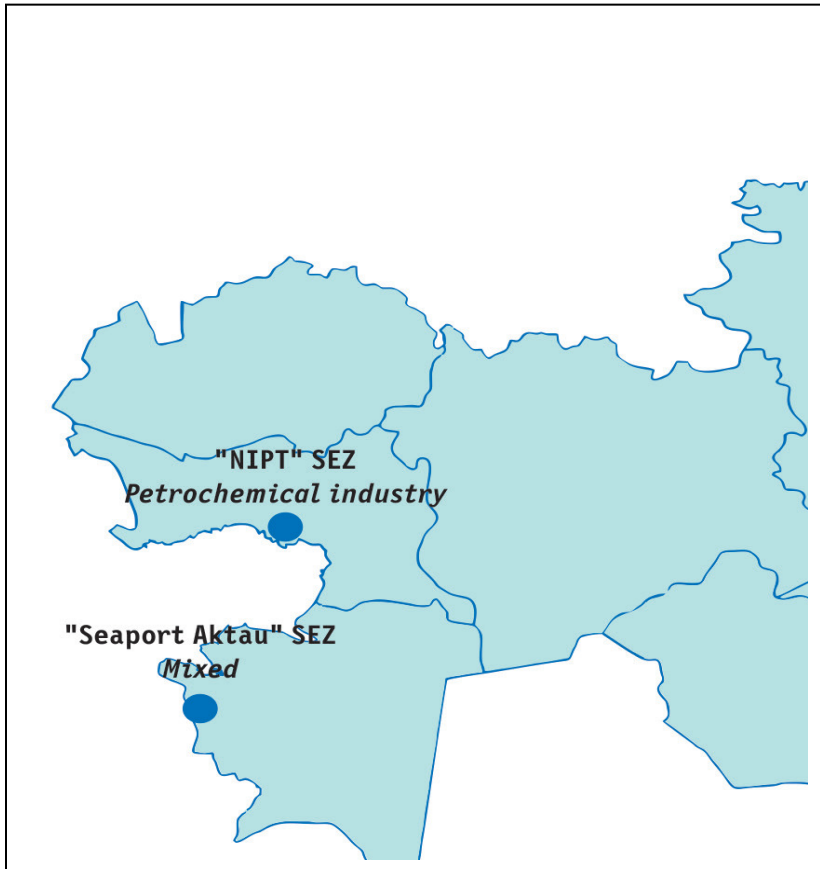 "NIPT" SEZ
Petrochemical industry
"Seaport Aktau" SEZ
Mixed